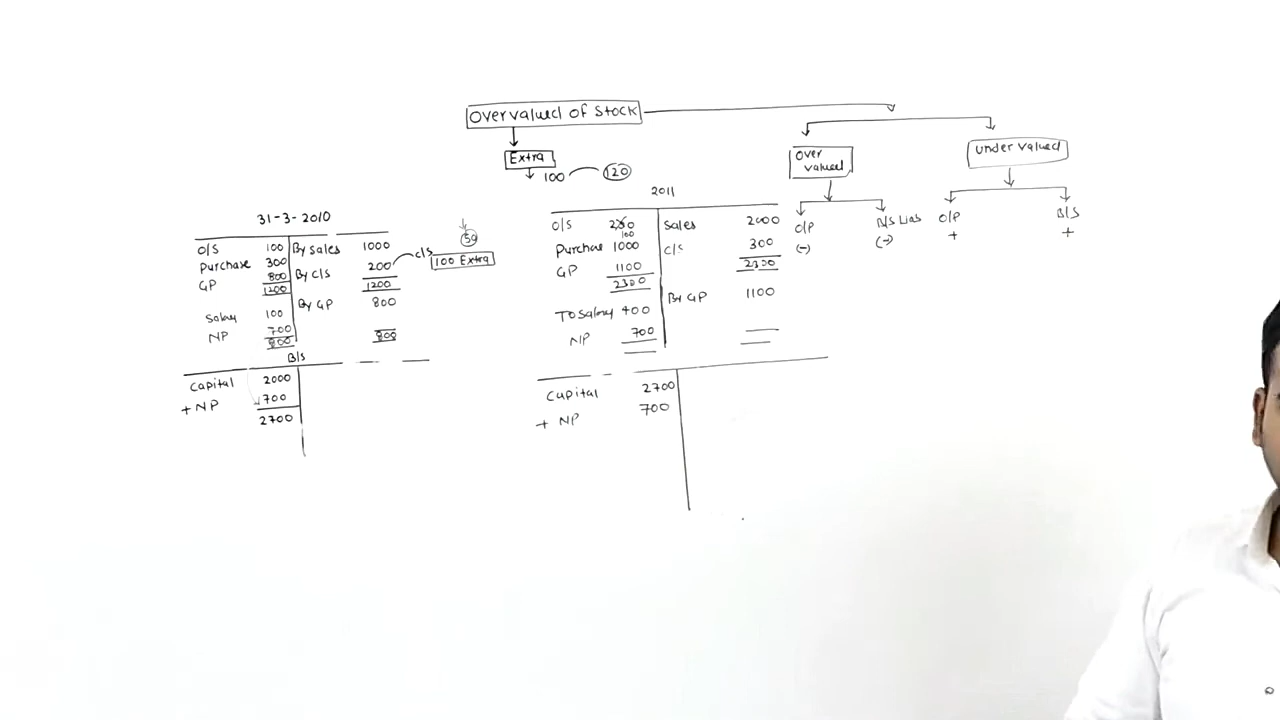 Overvalued of Stock
Extra
100 120
Over valued
Under valued
O/P B/S Lias O/P B/S
(-) (-) + +
31-3-2010
O/S 100 By sales 1000
Purchase 300 By C/S 200
GP 800
1200 1200
By GP 800
Salary 100
NP 700
800 800
C/S 100 Extra
50
B/S
Capital 2000
+ NP 700
2700
2011
O/S 200 Sales 2000
100
Purchase 1000 C/S 300
GP 1100
2300 2300
By GP 1100
To Salary 400
NP 700
Capital 2700
+ NP 700